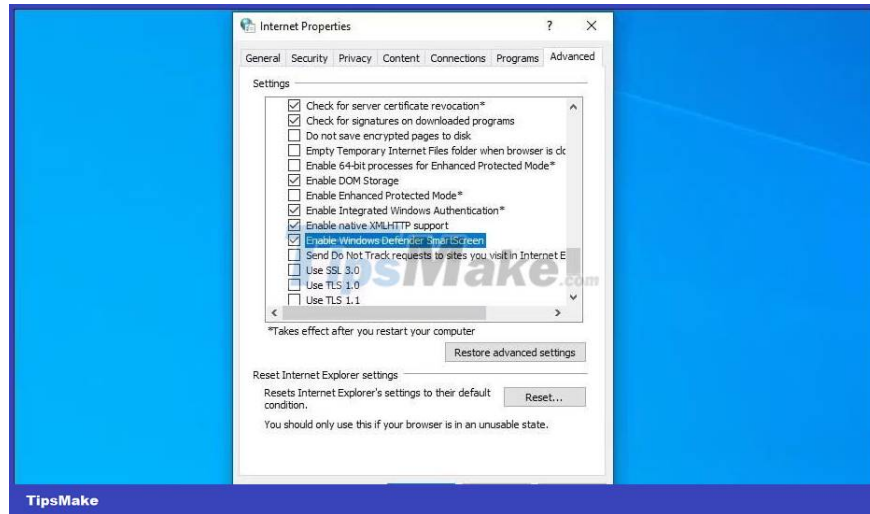 Internet Properties
? ×
General Security Privacy Content Connections Programs Advanced
Settings
Check for server certificate revocation*
Check for signatures on downloaded programs
Do not save encrypted pages to disk
Empty Temporary Internet Files folder when browser is clc
Enable 64-bit processes for Enhanced Protected Mode*
Enable DOM Storage
Enable Enhanced Protected Mode*
Enable Integrated Windows Authentication*
Enable native XMLHTTP support
Enable Windows Defender SmartScreen
Send Do Not Track requests to sites you visit in Internet E
Use SSL 3.0
Use TLS 1.0
Use TLS 1.1
TipsMake.com
*Takes effect after you restart your computer
Restore advanced settings
Reset Internet Explorer settings
Resets Internet Explorer's settings to their default
condition.
Reset...
You should only use this if your browser is in an unusable state.
TipsMake